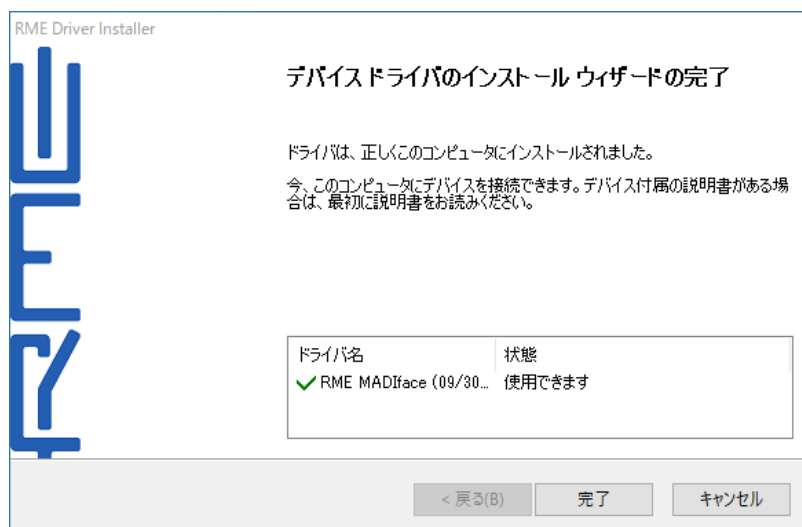 RME Driver Installer
RME
デバイス ドライバのインストール ウィザードの完了
ドライバは、正しくこのコンピュータにインストールされました。
今、このコンピュータにデバイスを接続できます。デバイス付属の説明書がある場
合は、最初に説明書をお読みください。
ドライバ名 状態
RME MADIface (09/30... 使用できます
< 戻る(B) 完了 キャンセル